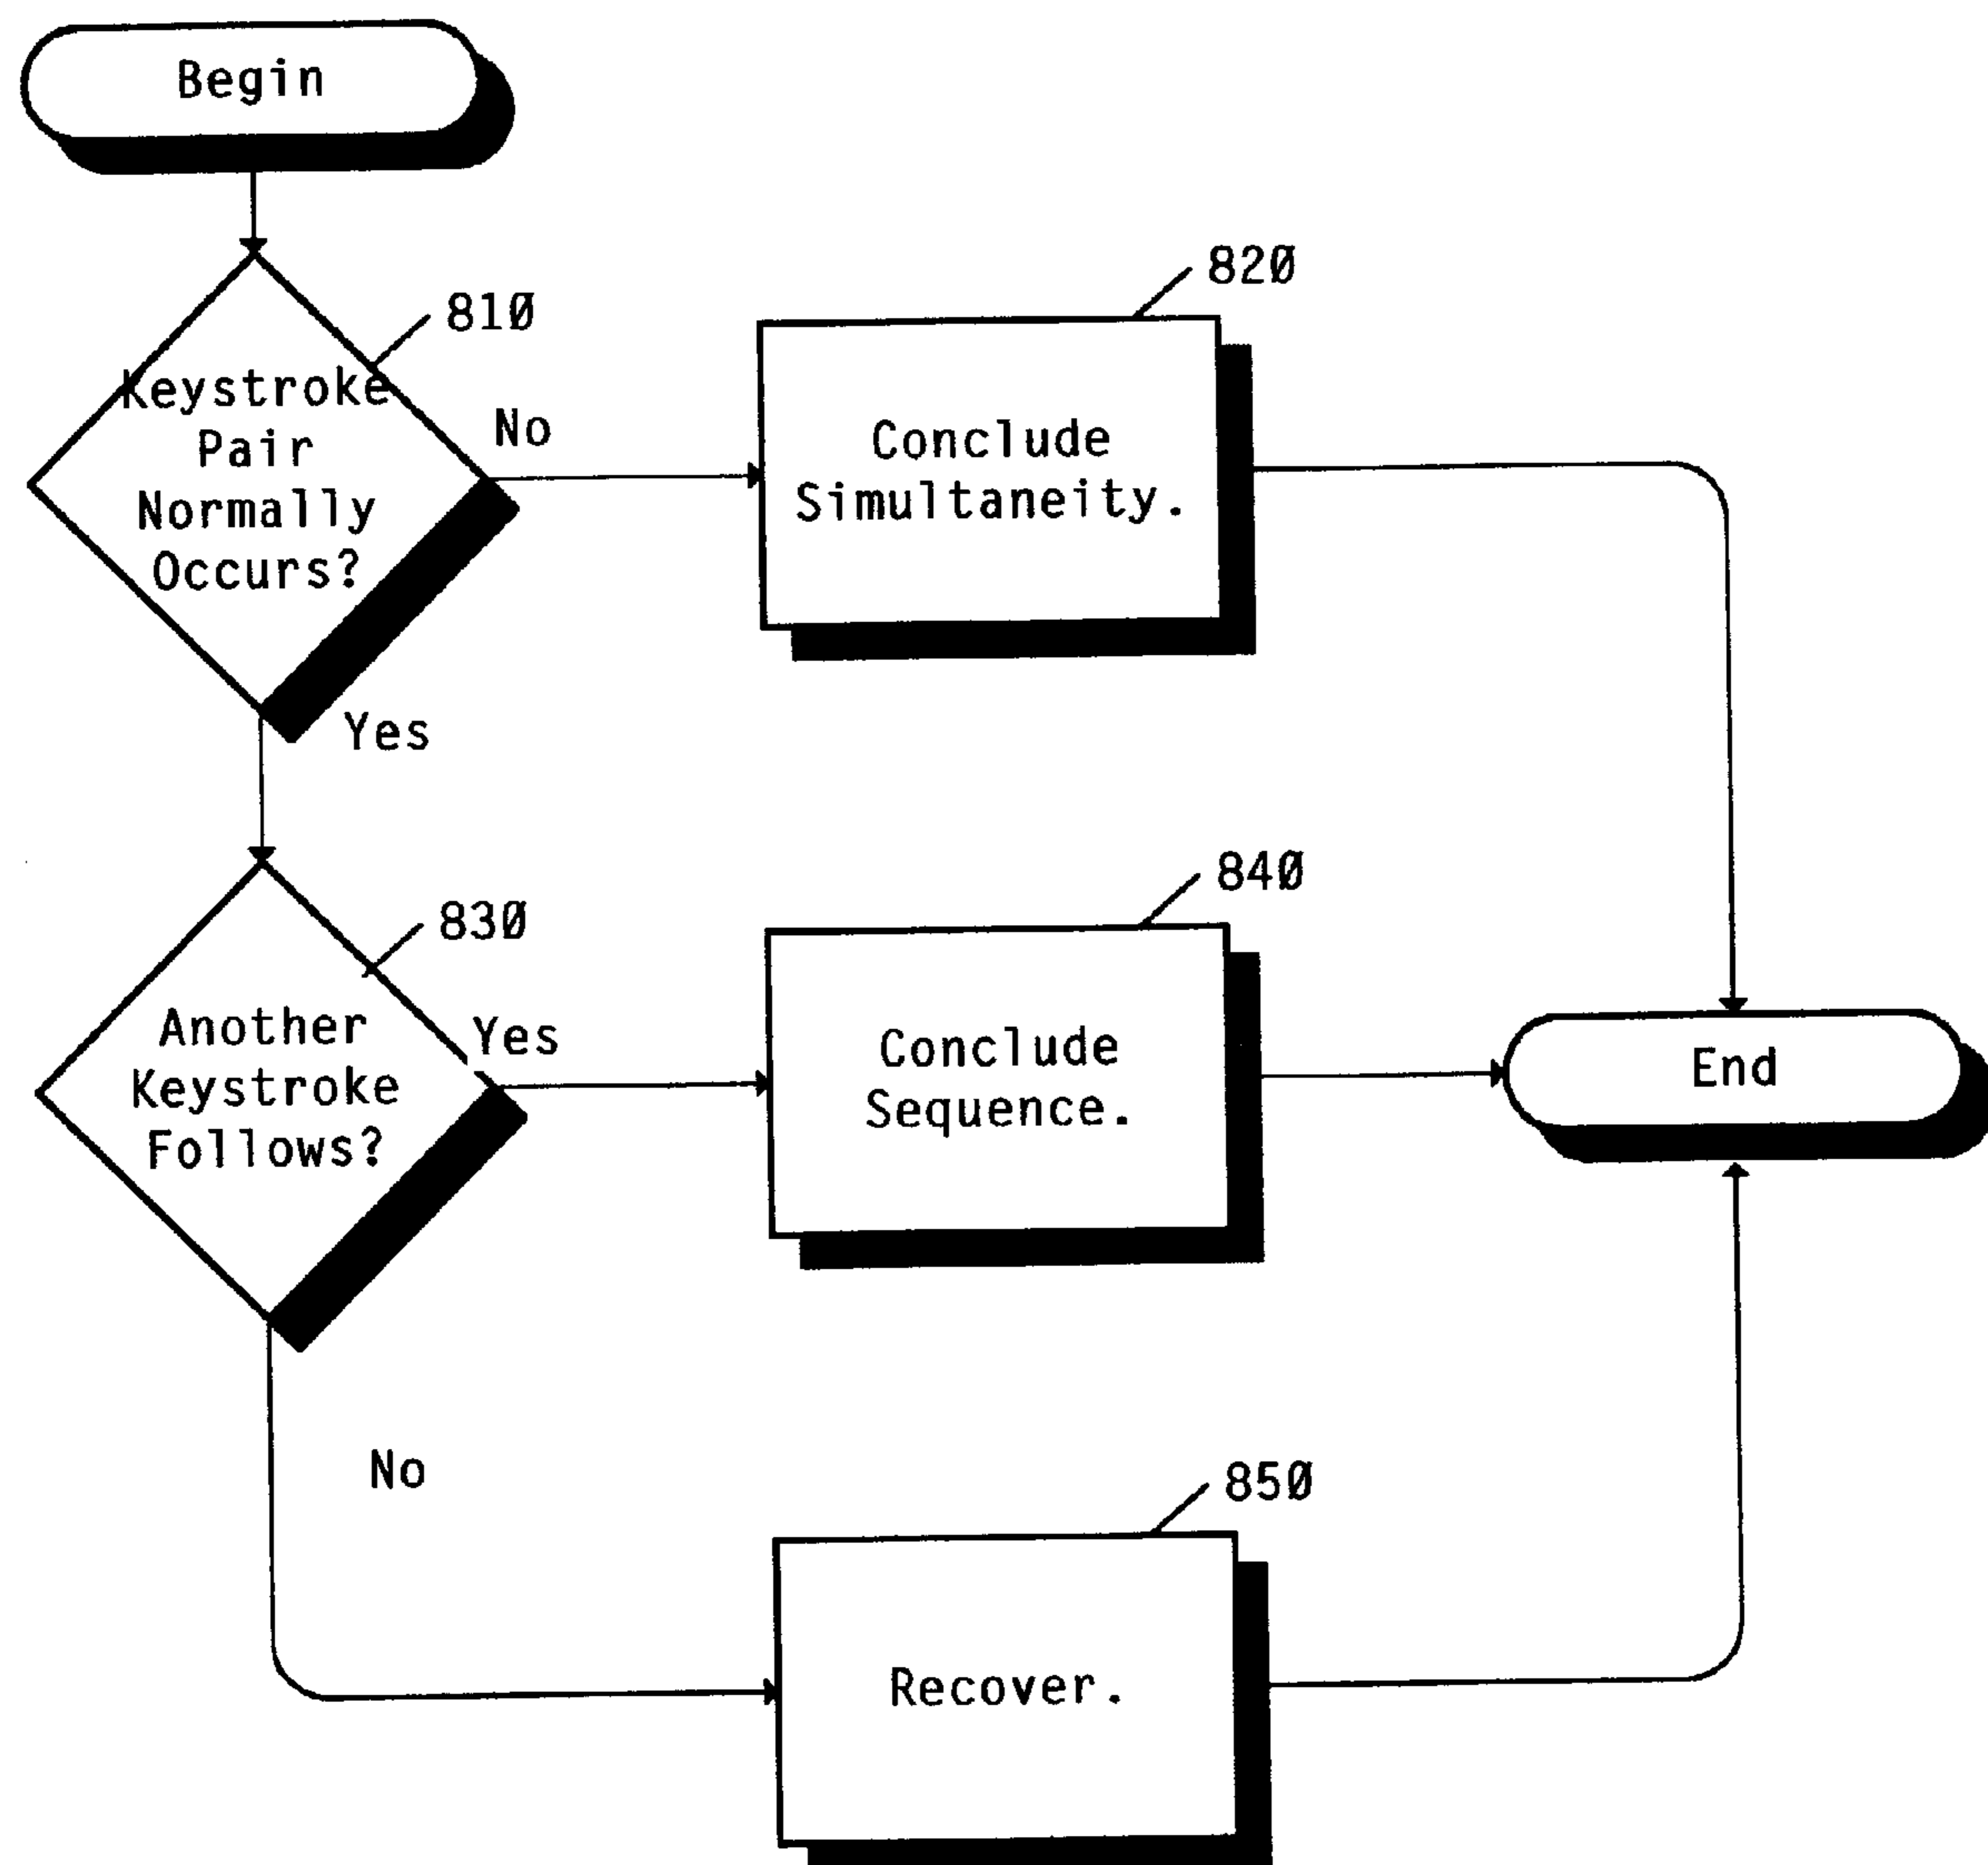 Begin
810
Keystroke
Pair
Normally
Occurs?
No
820
Conclude
Simultaneity.
Yes
830
Another
Keystroke
Follows?
Yes
840
Conclude
Sequence.
End
No
850
Recover.